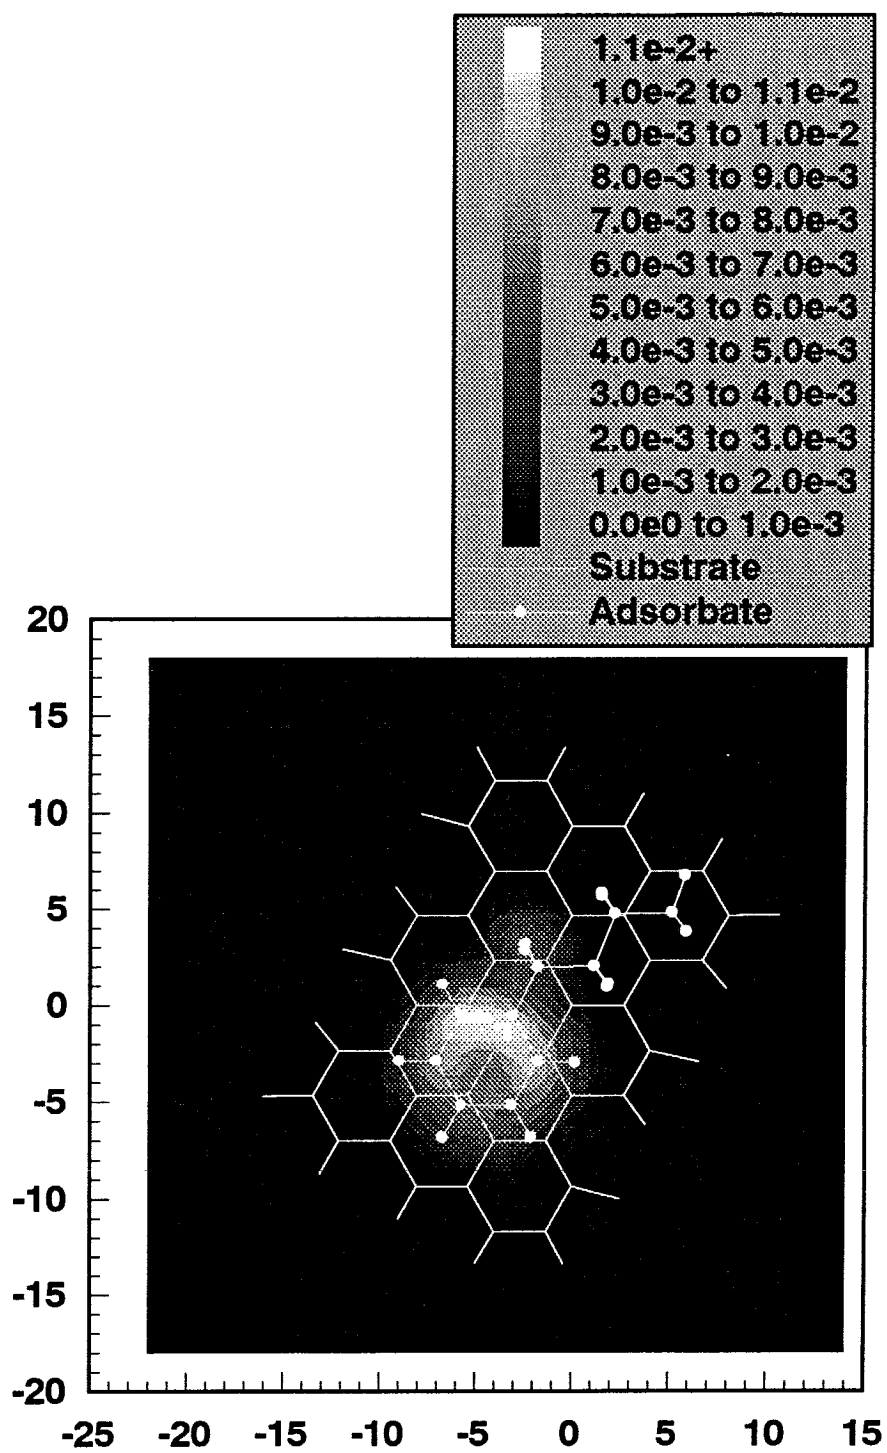 1.1e-2+
1.0e-2 to 1.1e-2
9.0e-3 to 1.0e-2
8.0e-3 to 9.0e-3
7.0e-3 to 8.0e-3
6.0e-3 to 7.0e-3
5.0e-3 to 6.0e-3
4.0e-3 to 5.0e-3
3.0e-3 to 4.0e-3
2.0e-3 to 3.0e-3
1.0e-3 to 2.0e-3
0.0e0 to 1.0e-3
Substrate
Adsorbate
20
15
10
5
0
-5
-10
-15
-20
-25 -20 -15 -10 -5 0 5 10 15